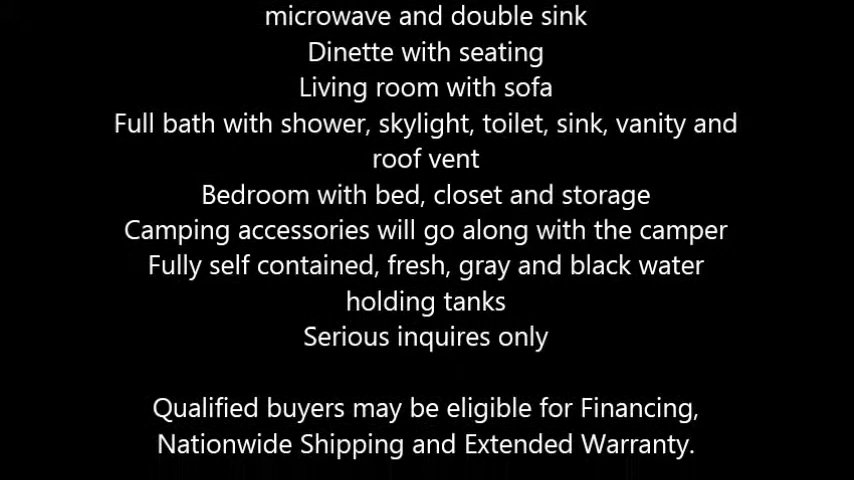 microwave and double sink
Dinette with seating
Living room with sofa
Full bath with shower, skylight, toilet, sink, vanity and
roof vent
Bedroom with bed, closet and storage
Camping accessories will go along with the camper
Fully self contained, fresh, gray and black water
holding tanks
Serious inquires only
Qualified buyers may be eligible for Financing,
Nationwide Shipping and Extended Warranty.